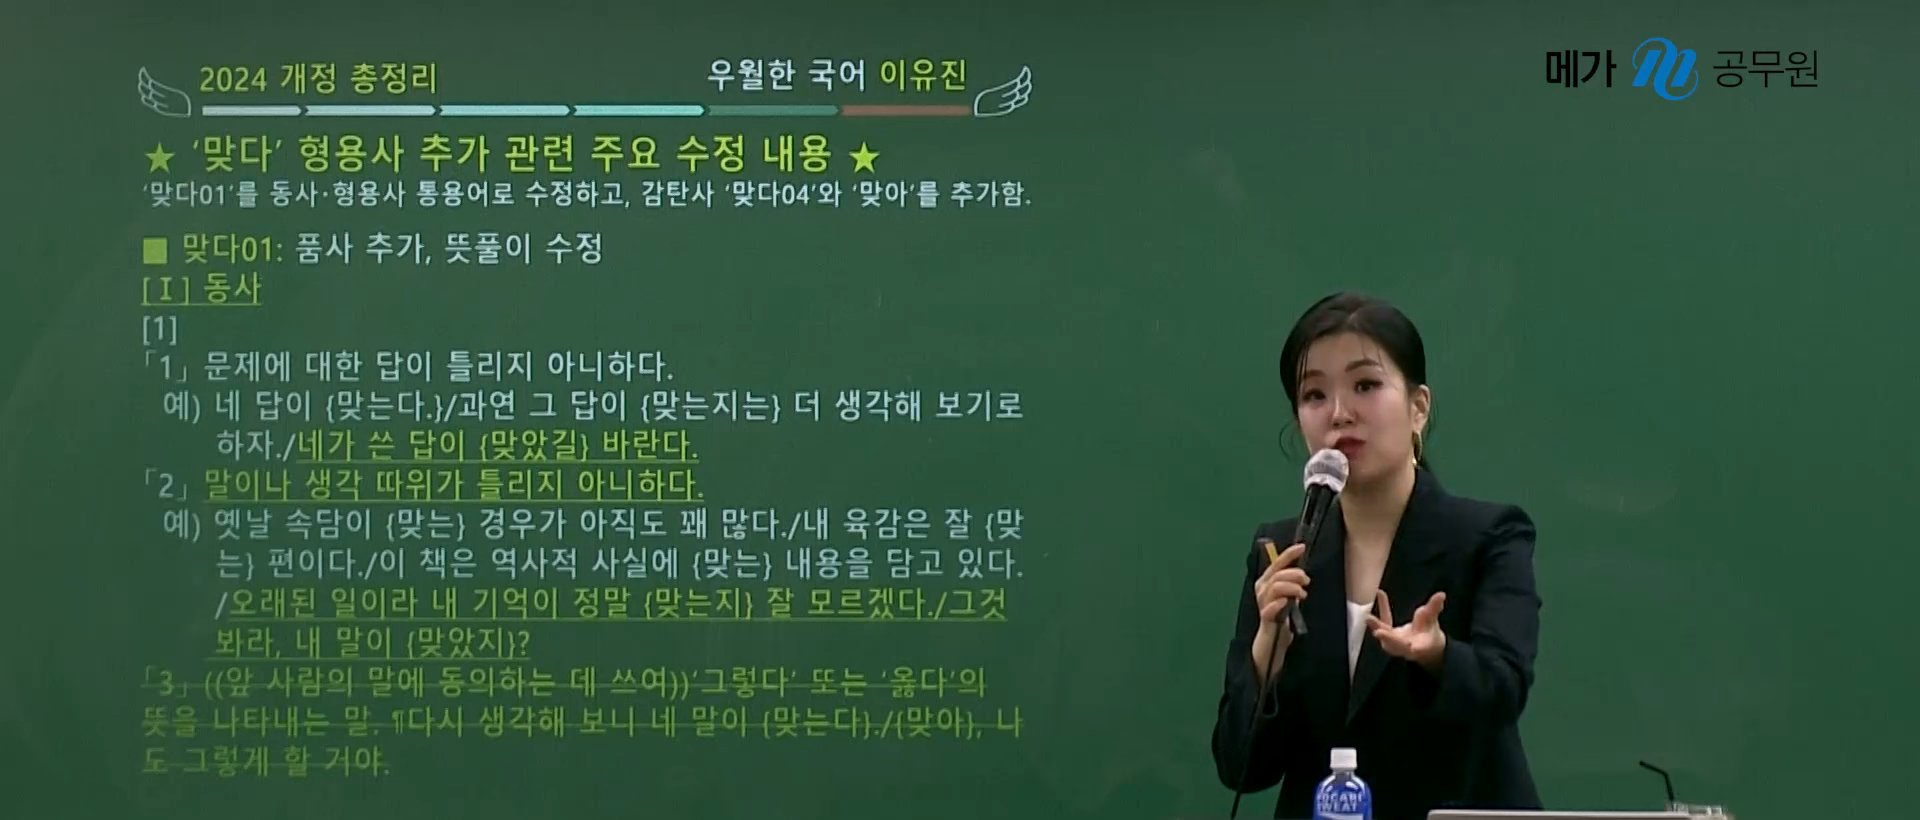 2024 개정 총정리
우월한 국어 이유진
메가 공무원
★ ‘맞다’ 형용사 추가 관련 주요 수정 내용 ★
‘맞다01’를 동사·형용사 통용어로 수정하고, 감탄사 ‘맞다04’와 ‘맞아’를 추가함.
■ 맞다01: 품사 추가, 뜻풀이 수정
[Ⅰ] 동사
[1]
「1」 문제에 대한 답이 틀리지 아니하다.
예) 네 답이 {맞는다.}/과연 그 답이 {맞는지는} 더 생각해 보기로
하자./네가 쓴 답이 {맞았길} 바란다.
「2」 말이나 생각 따위가 틀리지 아니하다.
예) 옛날 속담이 {맞는} 경우가 아직도 꽤 많다./내 육감은 잘 {맞
는} 편이다./이 책은 역사적 사실에 {맞는} 내용을 담고 있다.
/오래된 일이라 내 기억이 정말 {맞는지} 잘 모르겠다./그것
봐라, 내 말이 {맞았지}?
「3」 ((앞 사람의 말에 동의하는 데 쓰여))‘그렇다’ 또는 ‘옳다’의
뜻을 나타내는 말. ¶다시 생각해 보니 네 말이 {맞는다}./{맞아}, 나
도 그렇게 할 거야.
POCARI
SWEAT